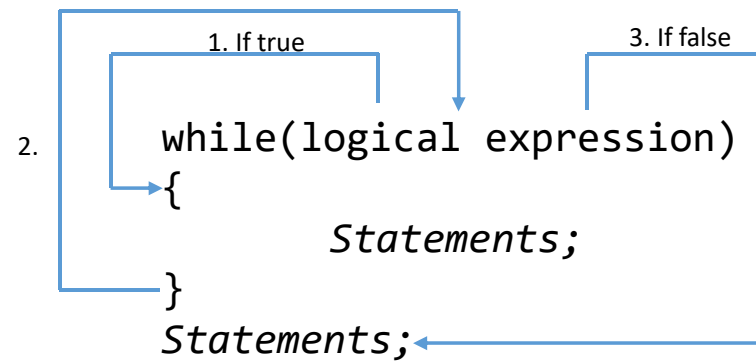 1. If true
3. If false
2.
while(logical expression)
{
Statements;
}
Statements;